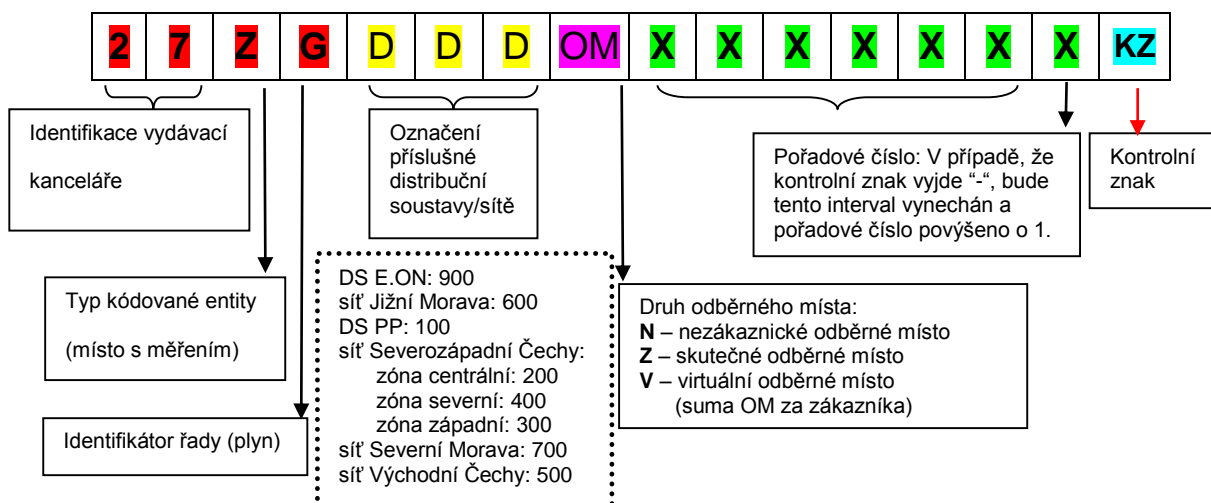 2 7 Z G D D D OM X X X X X X X KZ
Identifikace vydávací
kanceláře
Označení
příslušné
distribuční
soustavy/sítě
Pořadové číslo: V případě, že
kontrolní znak vyjde “-“, bude
tento interval vynechán a
pořadové číslo povýšeno o 1.
Kontrolní
znak
Typ kódované entity
(místo s měřením)
Identifikátor řady (plyn)
DS E.ON: 900
síť Jižní Morava: 600
DS PP: 100
síť Severozápadní Čechy:
zóna centrální: 200
zóna severní: 400
zóna západní: 300
síť Severní Morava: 700
síť Východní Čechy: 500
Druh odběrného místa:
N – nezákaznické odběrné místo
Z – skutečné odběrné místo
V – virtuální odběrné místo
(suma OM za zákazníka)